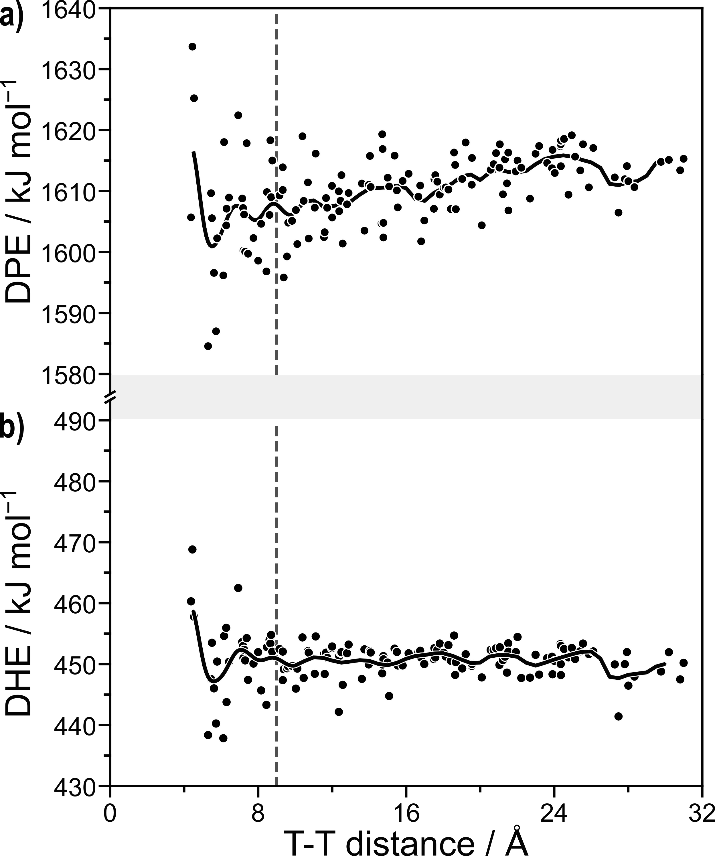 a)
1640
1630
1620
1610
1600
1590
1580
DPE / kJ mol⁻¹
b)
490
480
470
460
450
440
430
DHE / kJ mol⁻¹
0 8 16 24 32
T-T distance / Å